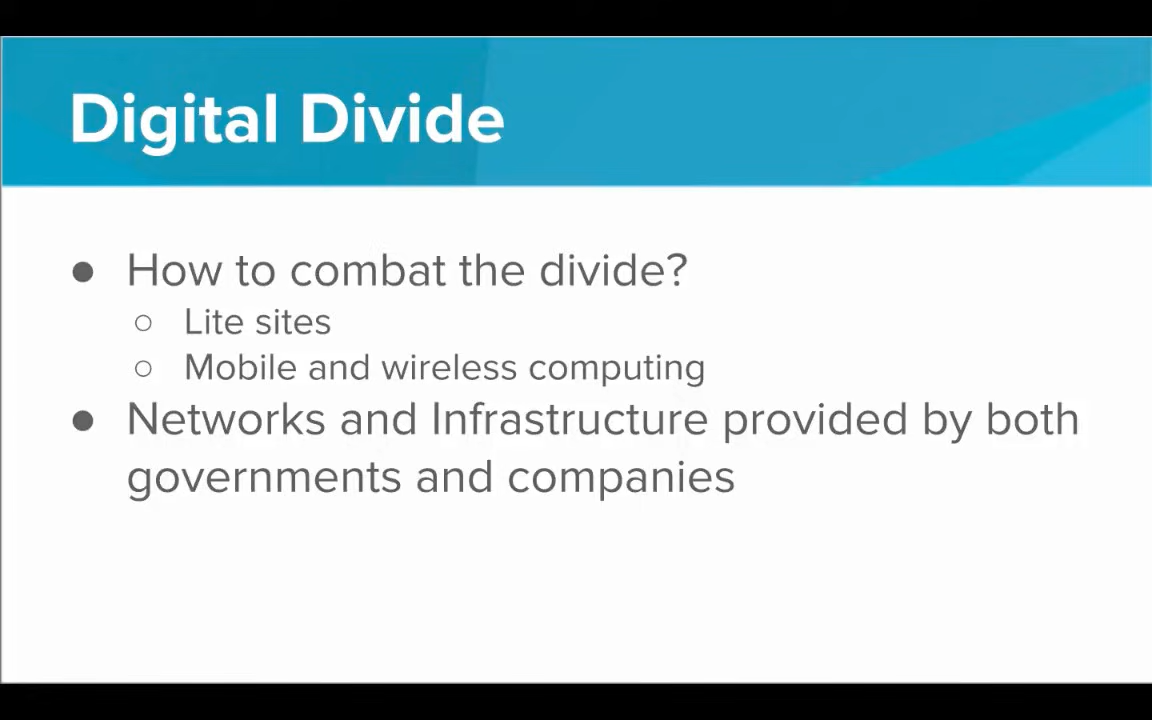 Digital Divide
● How to combat the divide?
○ Lite sites
○ Mobile and wireless computing
● Networks and Infrastructure provided by both
governments and companies